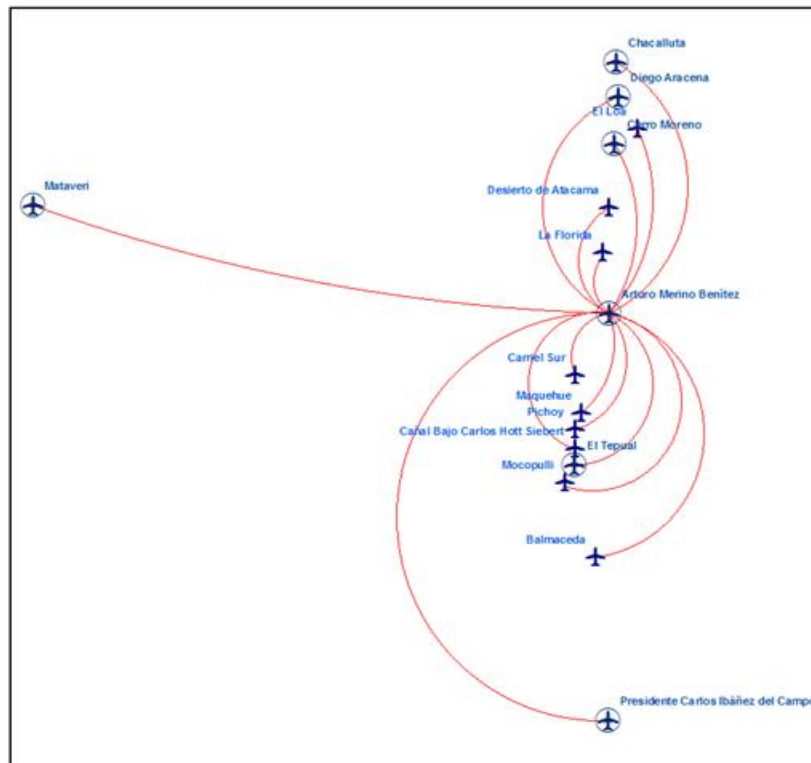 Chacalluta
Diego Aracena
El Loa
Cerro Moreno
Mataveri
Desierto de Atacama
La Florida
Arturo Merino Benítez
Carriel Sur
Maquehue
Pichoy
Cañal Bajo Carlos Hott Siebert
El Tepual
Mocopulli
Balmaceda
Presidente Carlos Ibáñez del Campo